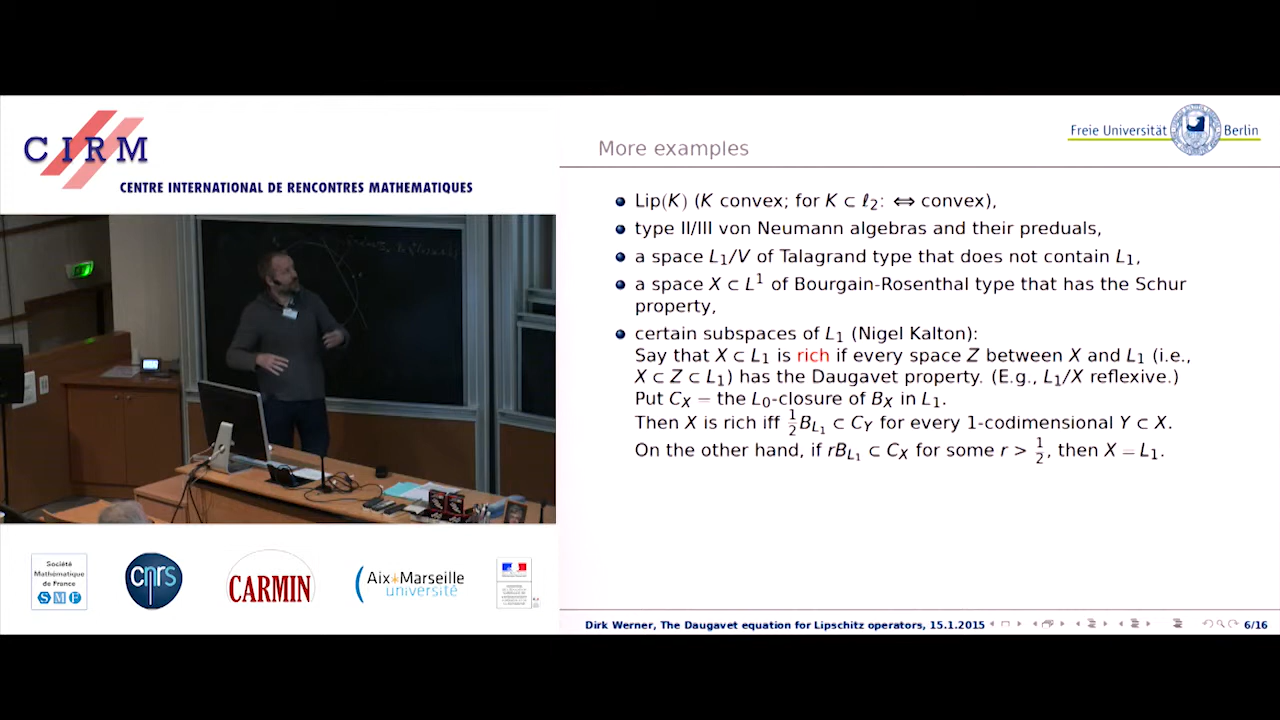 CIRM
CENTRE INTERNATIONAL DE RENCONTRES MATHEMATIQUES
Freie Universität Berlin
More examples
Lip(K) (K convex; for K ⊂ ℓ₂: ⇔ convex),
type II/III von Neumann algebras and their preduals,
a space L₁/V of Talagrand type that does not contain L₁,
a space X ⊂ L¹ of Bourgain-Rosenthal type that has the Schur
property,
certain subspaces of L₁ (Nigel Kalton):
Say that X ⊂ L₁ is rich if every space Z between X and L₁ (i.e.,
X ⊂ Z ⊂ L₁) has the Daugavet property. (E.g., L₁/X reflexive.)
Put C_X = the L₀-closure of B_X in L₁.
Then X is rich iff ½B_{L₁} ⊂ C_Y for every 1-codimensional Y ⊂ X.
On the other hand, if rB_{L₁} ⊂ C_X for some r > ½, then X = L₁.
Société
Mathématique
de France
SMF
cnrs
CARMIN
Aix*Marseille
université
Dirk Werner, The Daugavet equation for Lipschitz operators, 15.1.2015
6/16